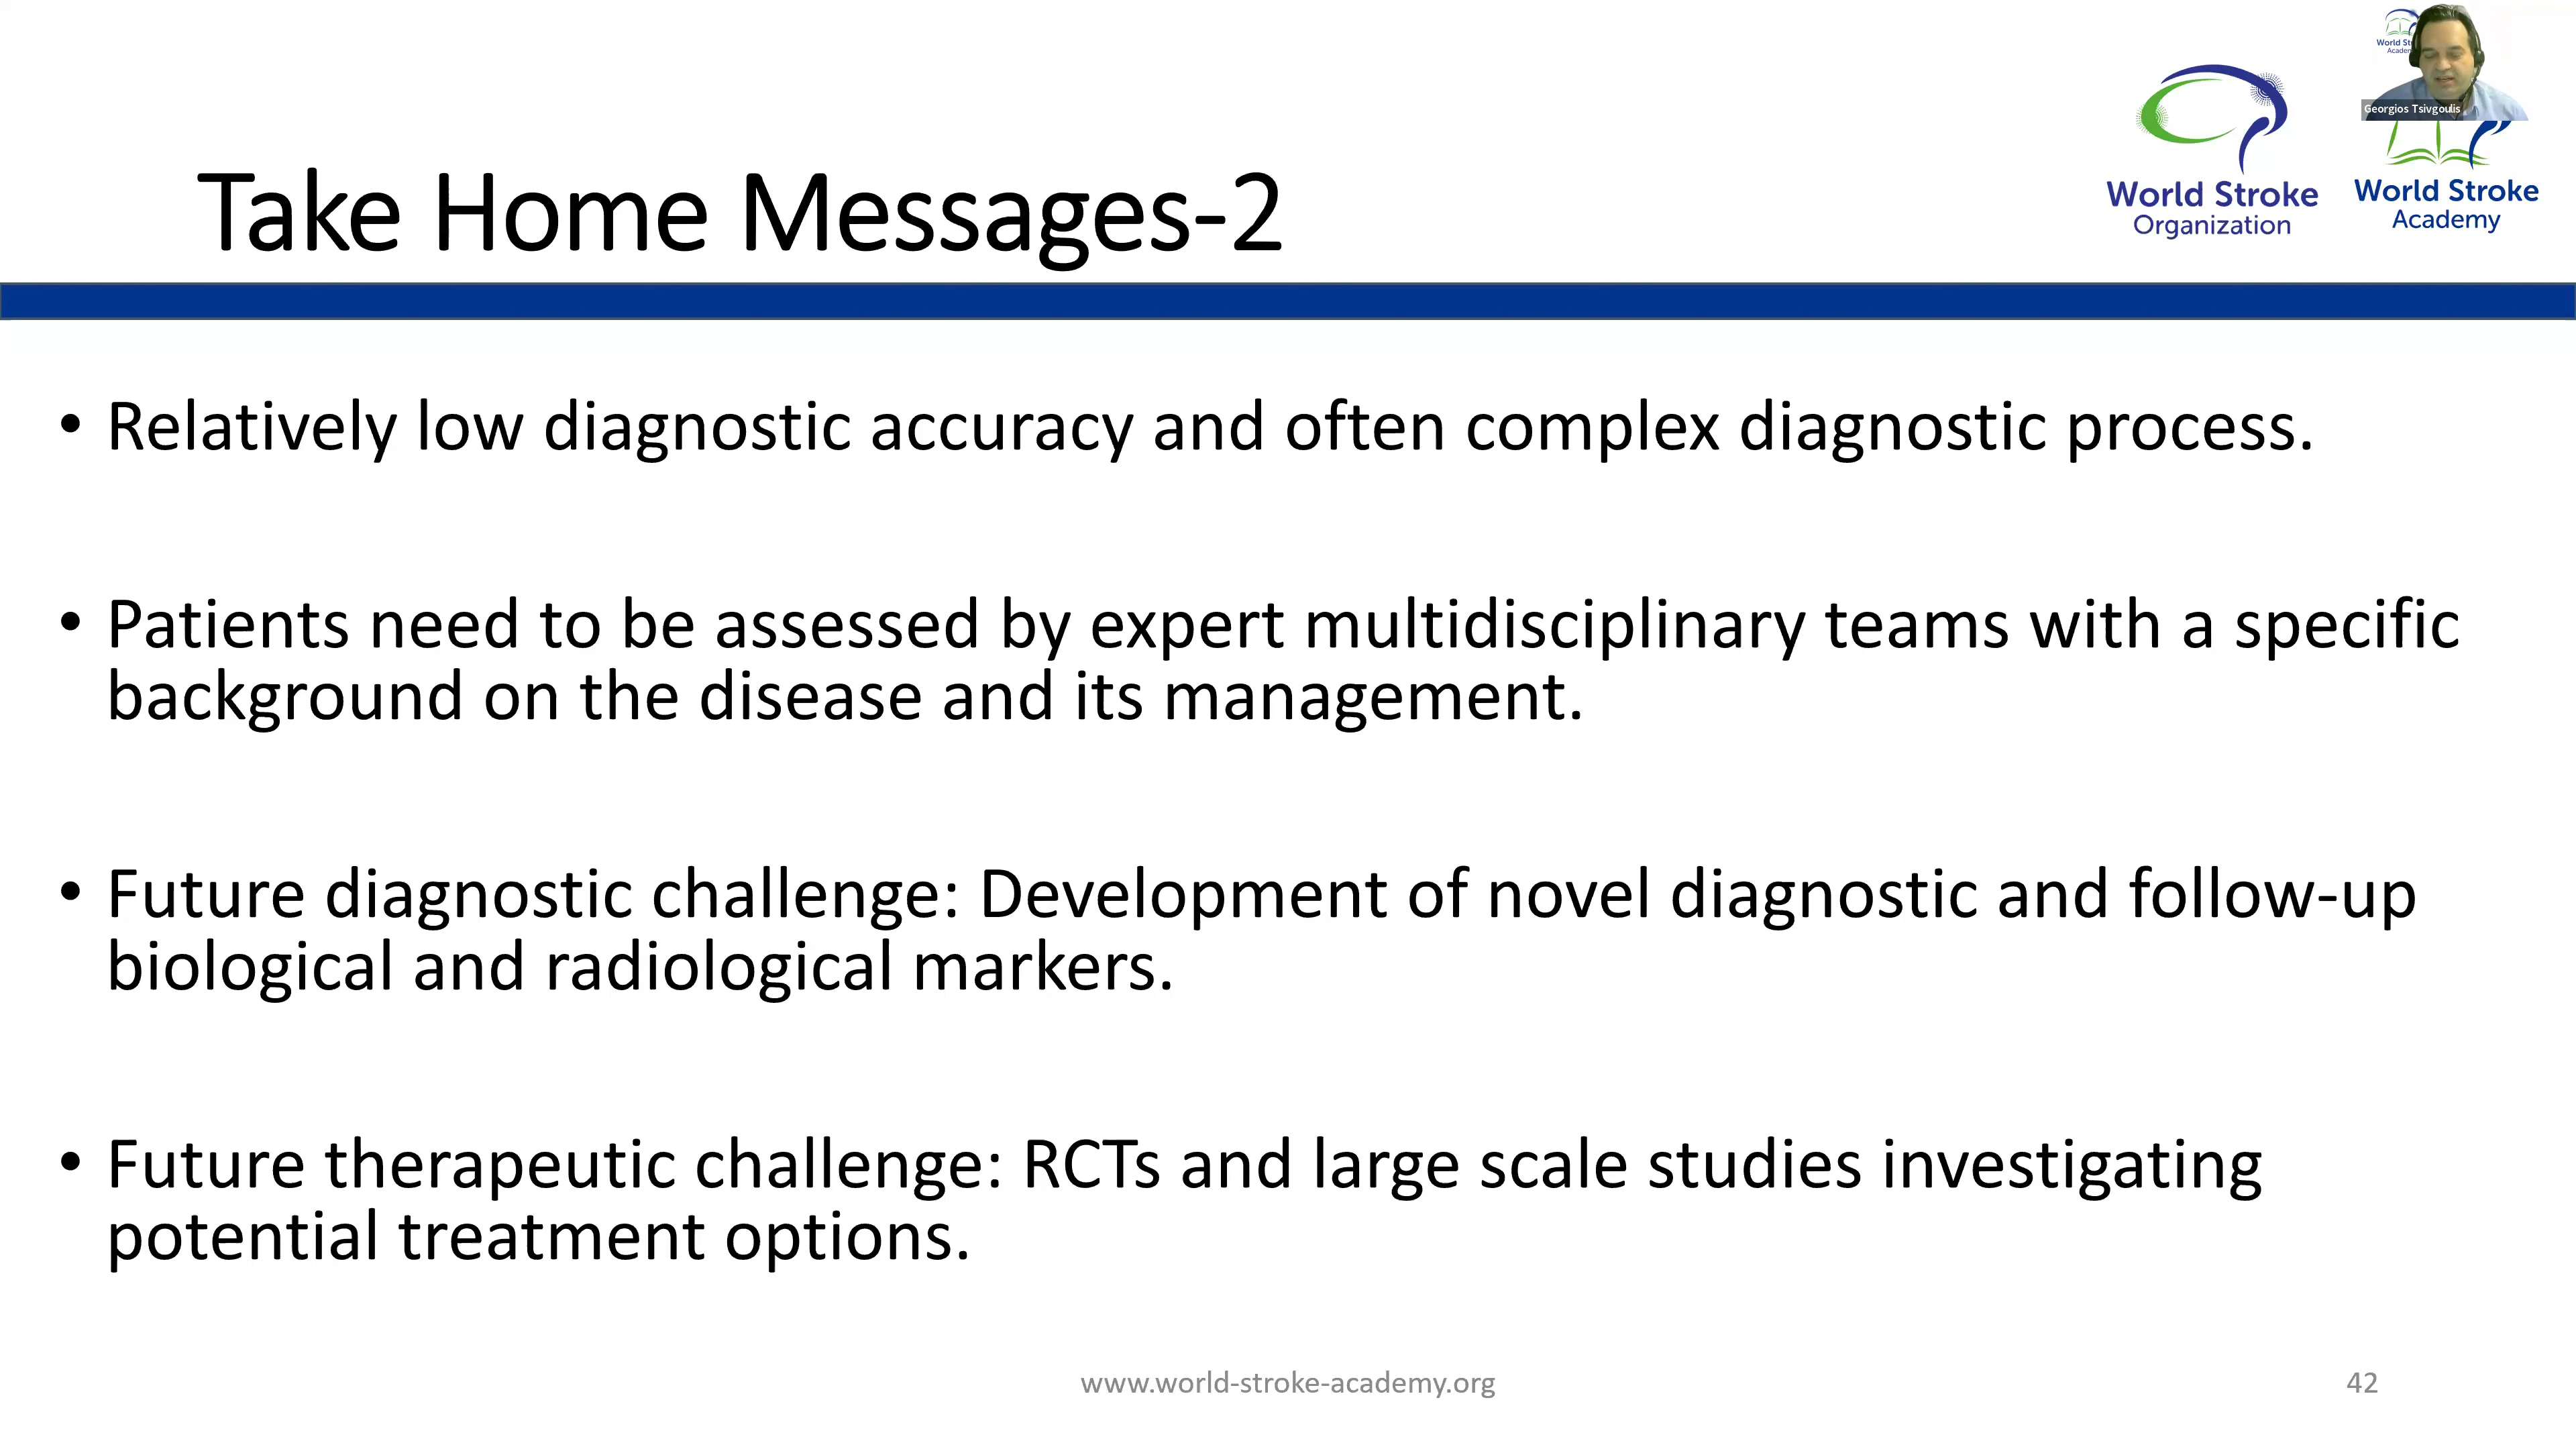 World St
Acade
Georgios Tsivgoulis
World Stroke
Organization
World Stroke
Academy
Take Home Messages-2
• Relatively low diagnostic accuracy and often complex diagnostic process.
• Patients need to be assessed by expert multidisciplinary teams with a specific
background on the disease and its management.
• Future diagnostic challenge: Development of novel diagnostic and follow-up
biological and radiological markers.
• Future therapeutic challenge: RCTs and large scale studies investigating
potential treatment options.
www.world-stroke-academy.org
42